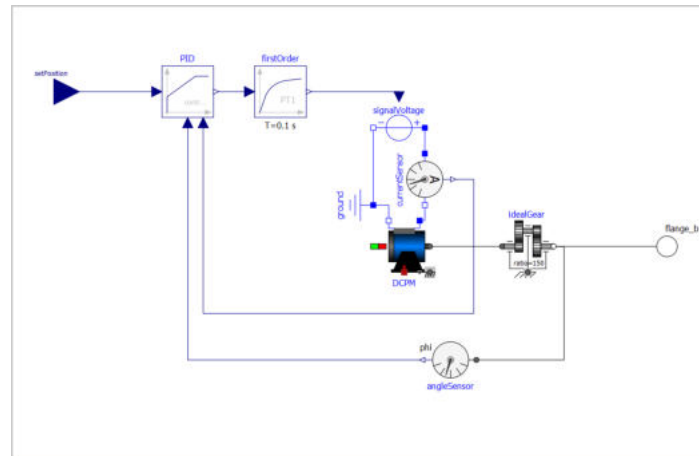 PID
firstOrder
setPosition
PT1
T=0.1 s
signalVoltage
- +
A
currentSensor
ground
IdealGear
flange_b
ratio=150
DCPM
phi
angleSensor